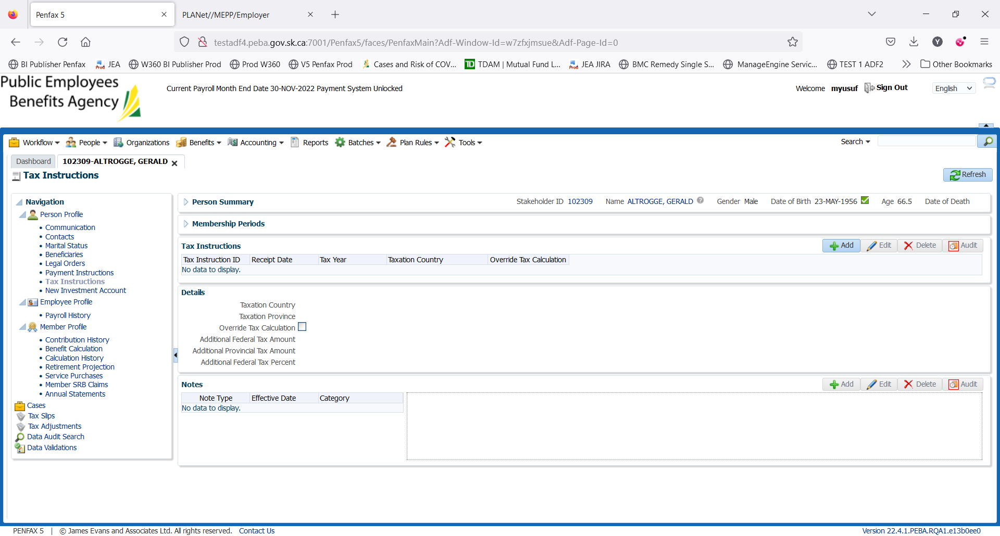 Penfax 5
PLANet//MEPP/Employer
testadf4.peba.gov.sk.ca:7001/Penfax5/faces/PenfaxMain?Adf-Window-Id=w7zfxjmsue&Adf-Page-Id=0
Y
BI Publisher Penfax JEA W360 BI Publisher Prod Prod W360 V5 Penfax Prod Cases and Risk of COV... TDAM | Mutual Fund L... JEA JIRA BMC Remedy Single S... ManageEngine Servic... TEST 1 ADF2 Other Bookmarks
Public Employees
Benefits Agency
Current Payroll Month End Date 30-NOV-2022 Payment System Unlocked
Welcome myusuf Sign Out English
Workflow People Organizations Benefits Accounting Reports Batches Plan Rules Tools Search
Dashboard 102309-ALTROGGE, GERALD
Tax Instructions
Refresh
Navigation
Person Profile
Communication
Contacts
Marital Status
Beneficiaries
Legal Orders
Payment Instructions
Tax Instructions
New Investment Account
Employee Profile
Payroll History
Member Profile
Contribution History
Benefit Calculation
Calculation History
Retirement Projection
Service Purchases
Member SRB Claims
Annual Statements
Cases
Tax Slips
Tax Adjustments
Data Audit Search
Data Validations
Person Summary Stakeholder ID 102309 Name ALTROGGE, GERALD Gender Male Date of Birth 23-MAY-1956 Age 66.5 Date of Death
Membership Periods
Tax Instructions Add Edit Delete Audit
Tax Instruction ID Receipt Date Tax Year Taxation Country Override Tax Calculation
No data to display.
Details
Taxation Country
Taxation Province
Override Tax Calculation
Additional Federal Tax Amount
Additional Provincial Tax Amount
Additional Federal Tax Percent
Notes Add Edit Delete Audit
Note Type Effective Date Category
No data to display.
PENFAX 5 | © James Evans and Associates Ltd. All rights reserved. Contact Us
Version 22.4.1.PEBA.RQA1.e13b0ee0